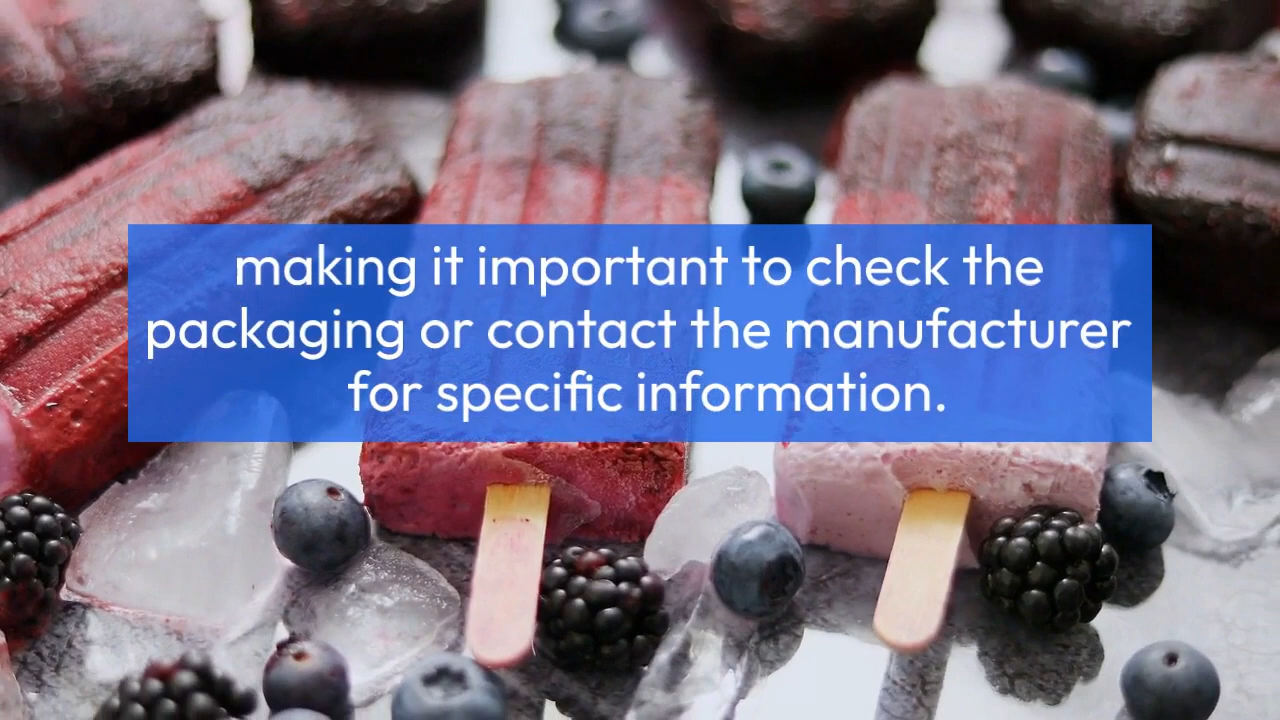 making it important to check the
packaging or contact the manufacturer
for specific information.